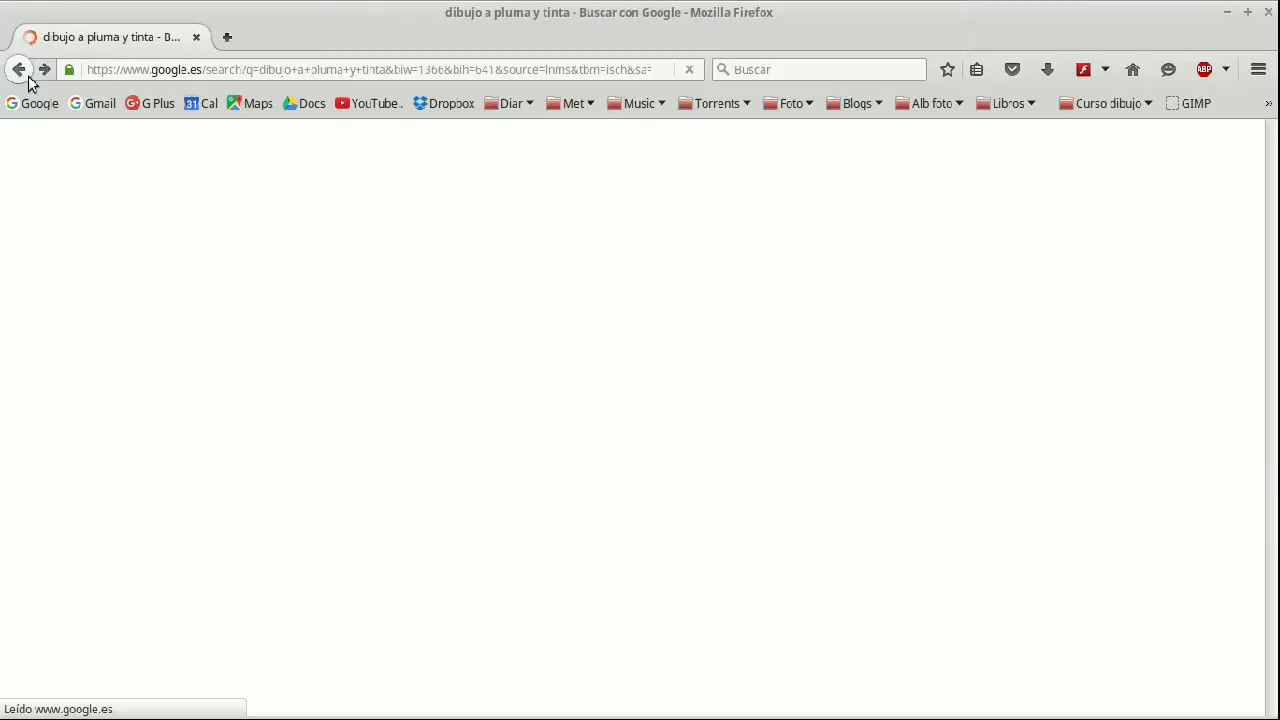 dibujo a pluma y tinta - Buscar con Google - Mozilla Firefox
dibujo a pluma y tinta - B...
https://www.google.es/search?q=dibujo+a+pluma+y+tinta&biw=1366&bih=641&source=lnms&tbm=isch&sa=
Buscar
ABP
Google Gmail G Plus 31 Cal Maps Docs YouTube. Dropbox Diar Met Music Torrents Foto Blogs Alb foto Libros Curso dibujo GIMP »
Leído www.google.es